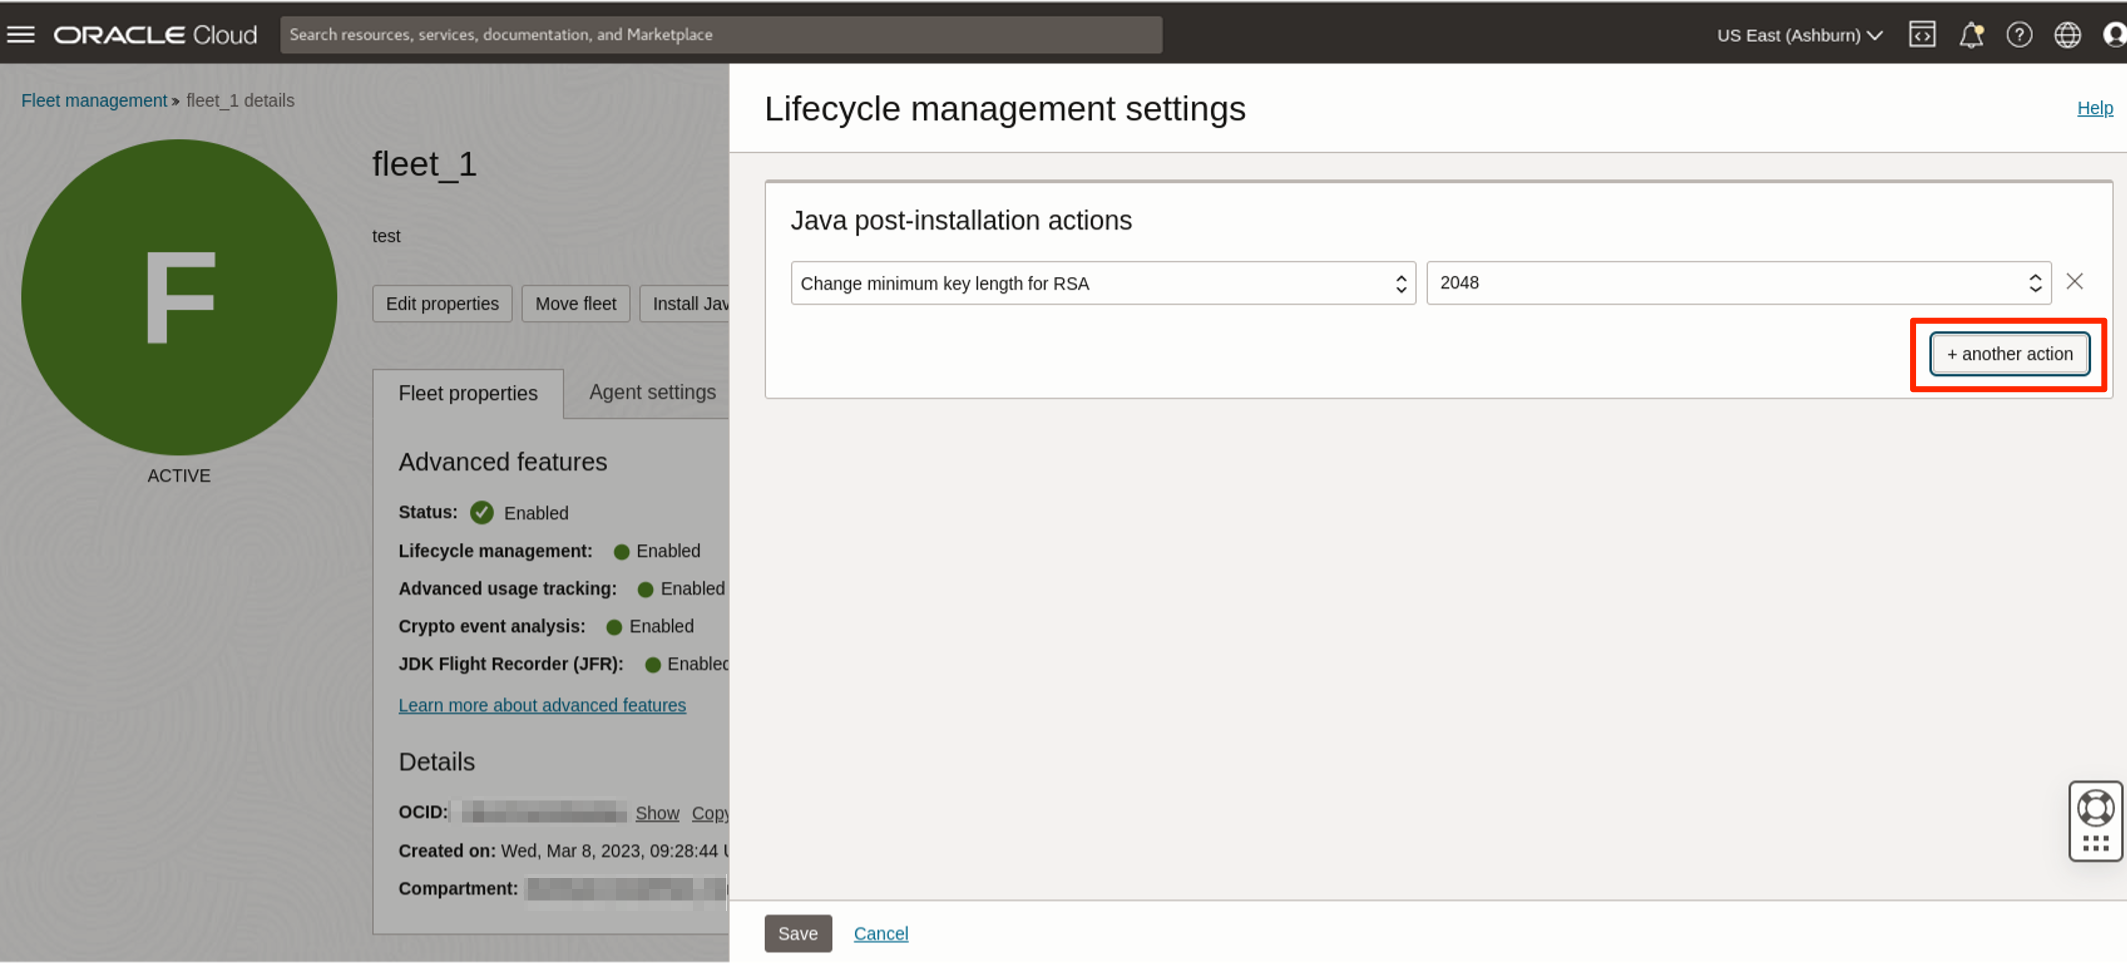 ORACLE Cloud
Search resources, services, documentation, and Marketplace
US East (Ashburn)
Fleet management » fleet_1 details
F
ACTIVE
fleet_1
test
Edit properties
Move fleet
Install Jav
Fleet properties
Agent settings
Advanced features
Status: Enabled
Lifecycle management: Enabled
Advanced usage tracking: Enabled
Crypto event analysis: Enabled
JDK Flight Recorder (JFR): Enabled
Learn more about advanced features
Details
OCID: Show Copy
Created on: Wed, Mar 8, 2023, 09:28:44 U
Compartment:
Lifecycle management settings
Help
Java post-installation actions
Change minimum key length for RSA
2048
+ another action
Save
Cancel